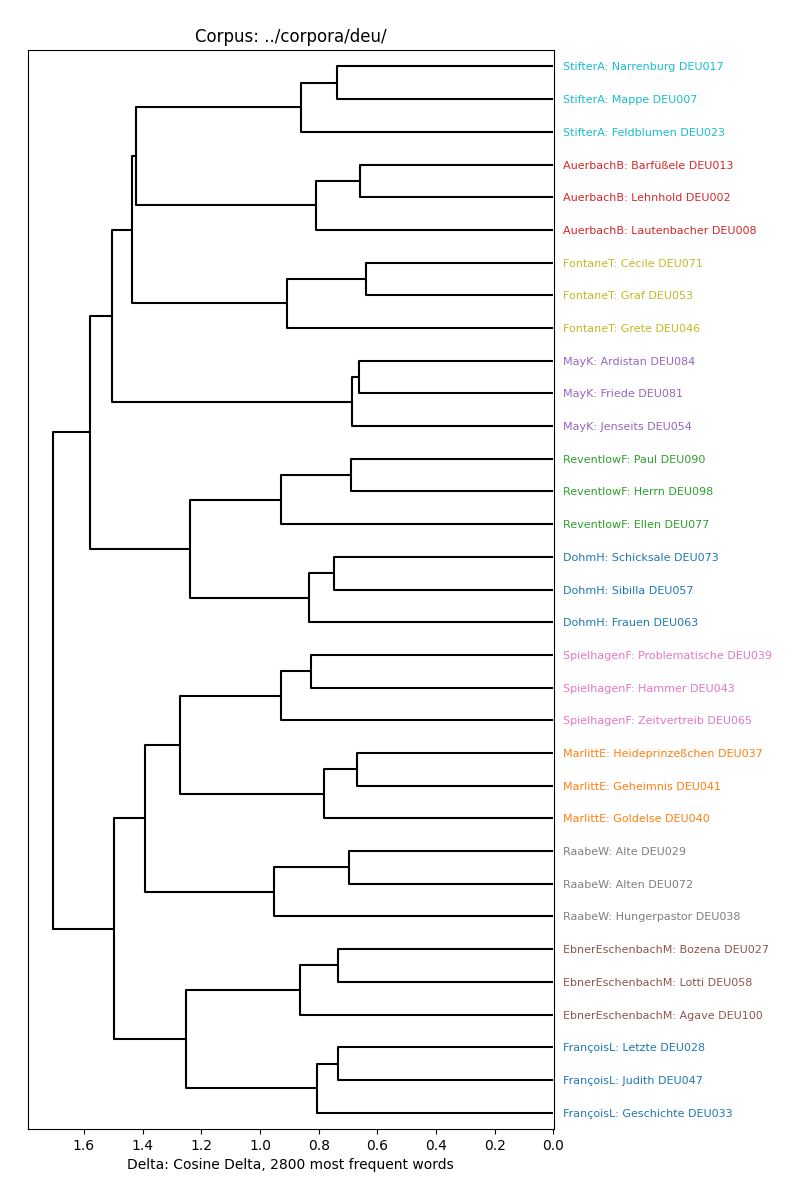 Corpus: ../corpora/deu/
StifterA: Narrenburg DEU017
StifterA: Mappe DEU007
StifterA: Feldblumen DEU023
AuerbachB: Barfüßele DEU013
AuerbachB: Lehnhold DEU002
AuerbachB: Lautenbacher DEU008
FontaneT: Cécile DEU071
FontaneT: Graf DEU053
FontaneT: Grete DEU046
MayK: Ardistan DEU084
MayK: Friede DEU081
MayK: Jenseits DEU054
ReventlowF: Paul DEU090
ReventlowF: Herrn DEU098
ReventlowF: Ellen DEU077
DohmH: Schicksale DEU073
DohmH: Sibilla DEU057
DohmH: Frauen DEU063
SpielhagenF: Problematische DEU039
SpielhagenF: Hammer DEU043
SpielhagenF: Zeitvertreib DEU065
MarlittE: Heideprinzeßchen DEU037
MarlittE: Geheimnis DEU041
MarlittE: Goldelse DEU040
RaabeW: Alte DEU029
RaabeW: Alten DEU072
RaabeW: Hungerpastor DEU038
EbnerEschenbachM: Bozena DEU027
EbnerEschenbachM: Lotti DEU058
EbnerEschenbachM: Agave DEU100
FrançoisL: Letzte DEU028
FrançoisL: Judith DEU047
FrançoisL: Geschichte DEU033
1.6 1.4 1.2 1.0 0.8 0.6 0.4 0.2 0.0
Delta: Cosine Delta, 2800 most frequent words